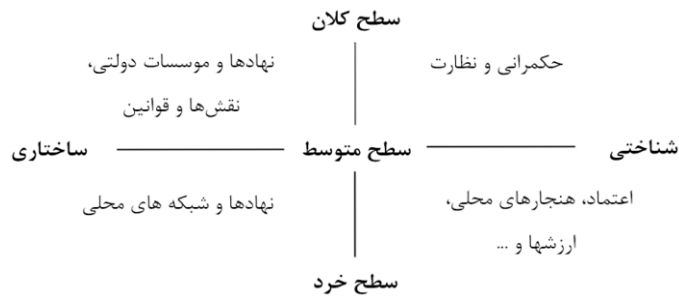 سطح کلان
حکمرانی و نظارت
نهادها و موسسات دولتی،
نقش‌ها و قوانین
شناختی
سطح متوسط
ساختاری
اعتماد، هنجارهای محلی،
ارزشها و ...
نهادها و شبکه های محلی
سطح خرد